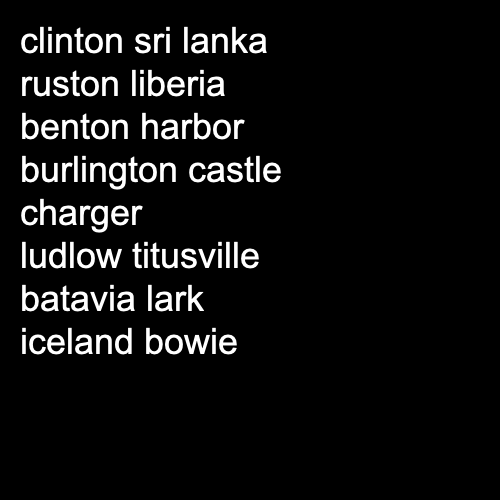 clinton sri lanka
ruston liberia
benton harbor
burlington castle
charger
ludlow titusville
batavia lark
iceland bowie